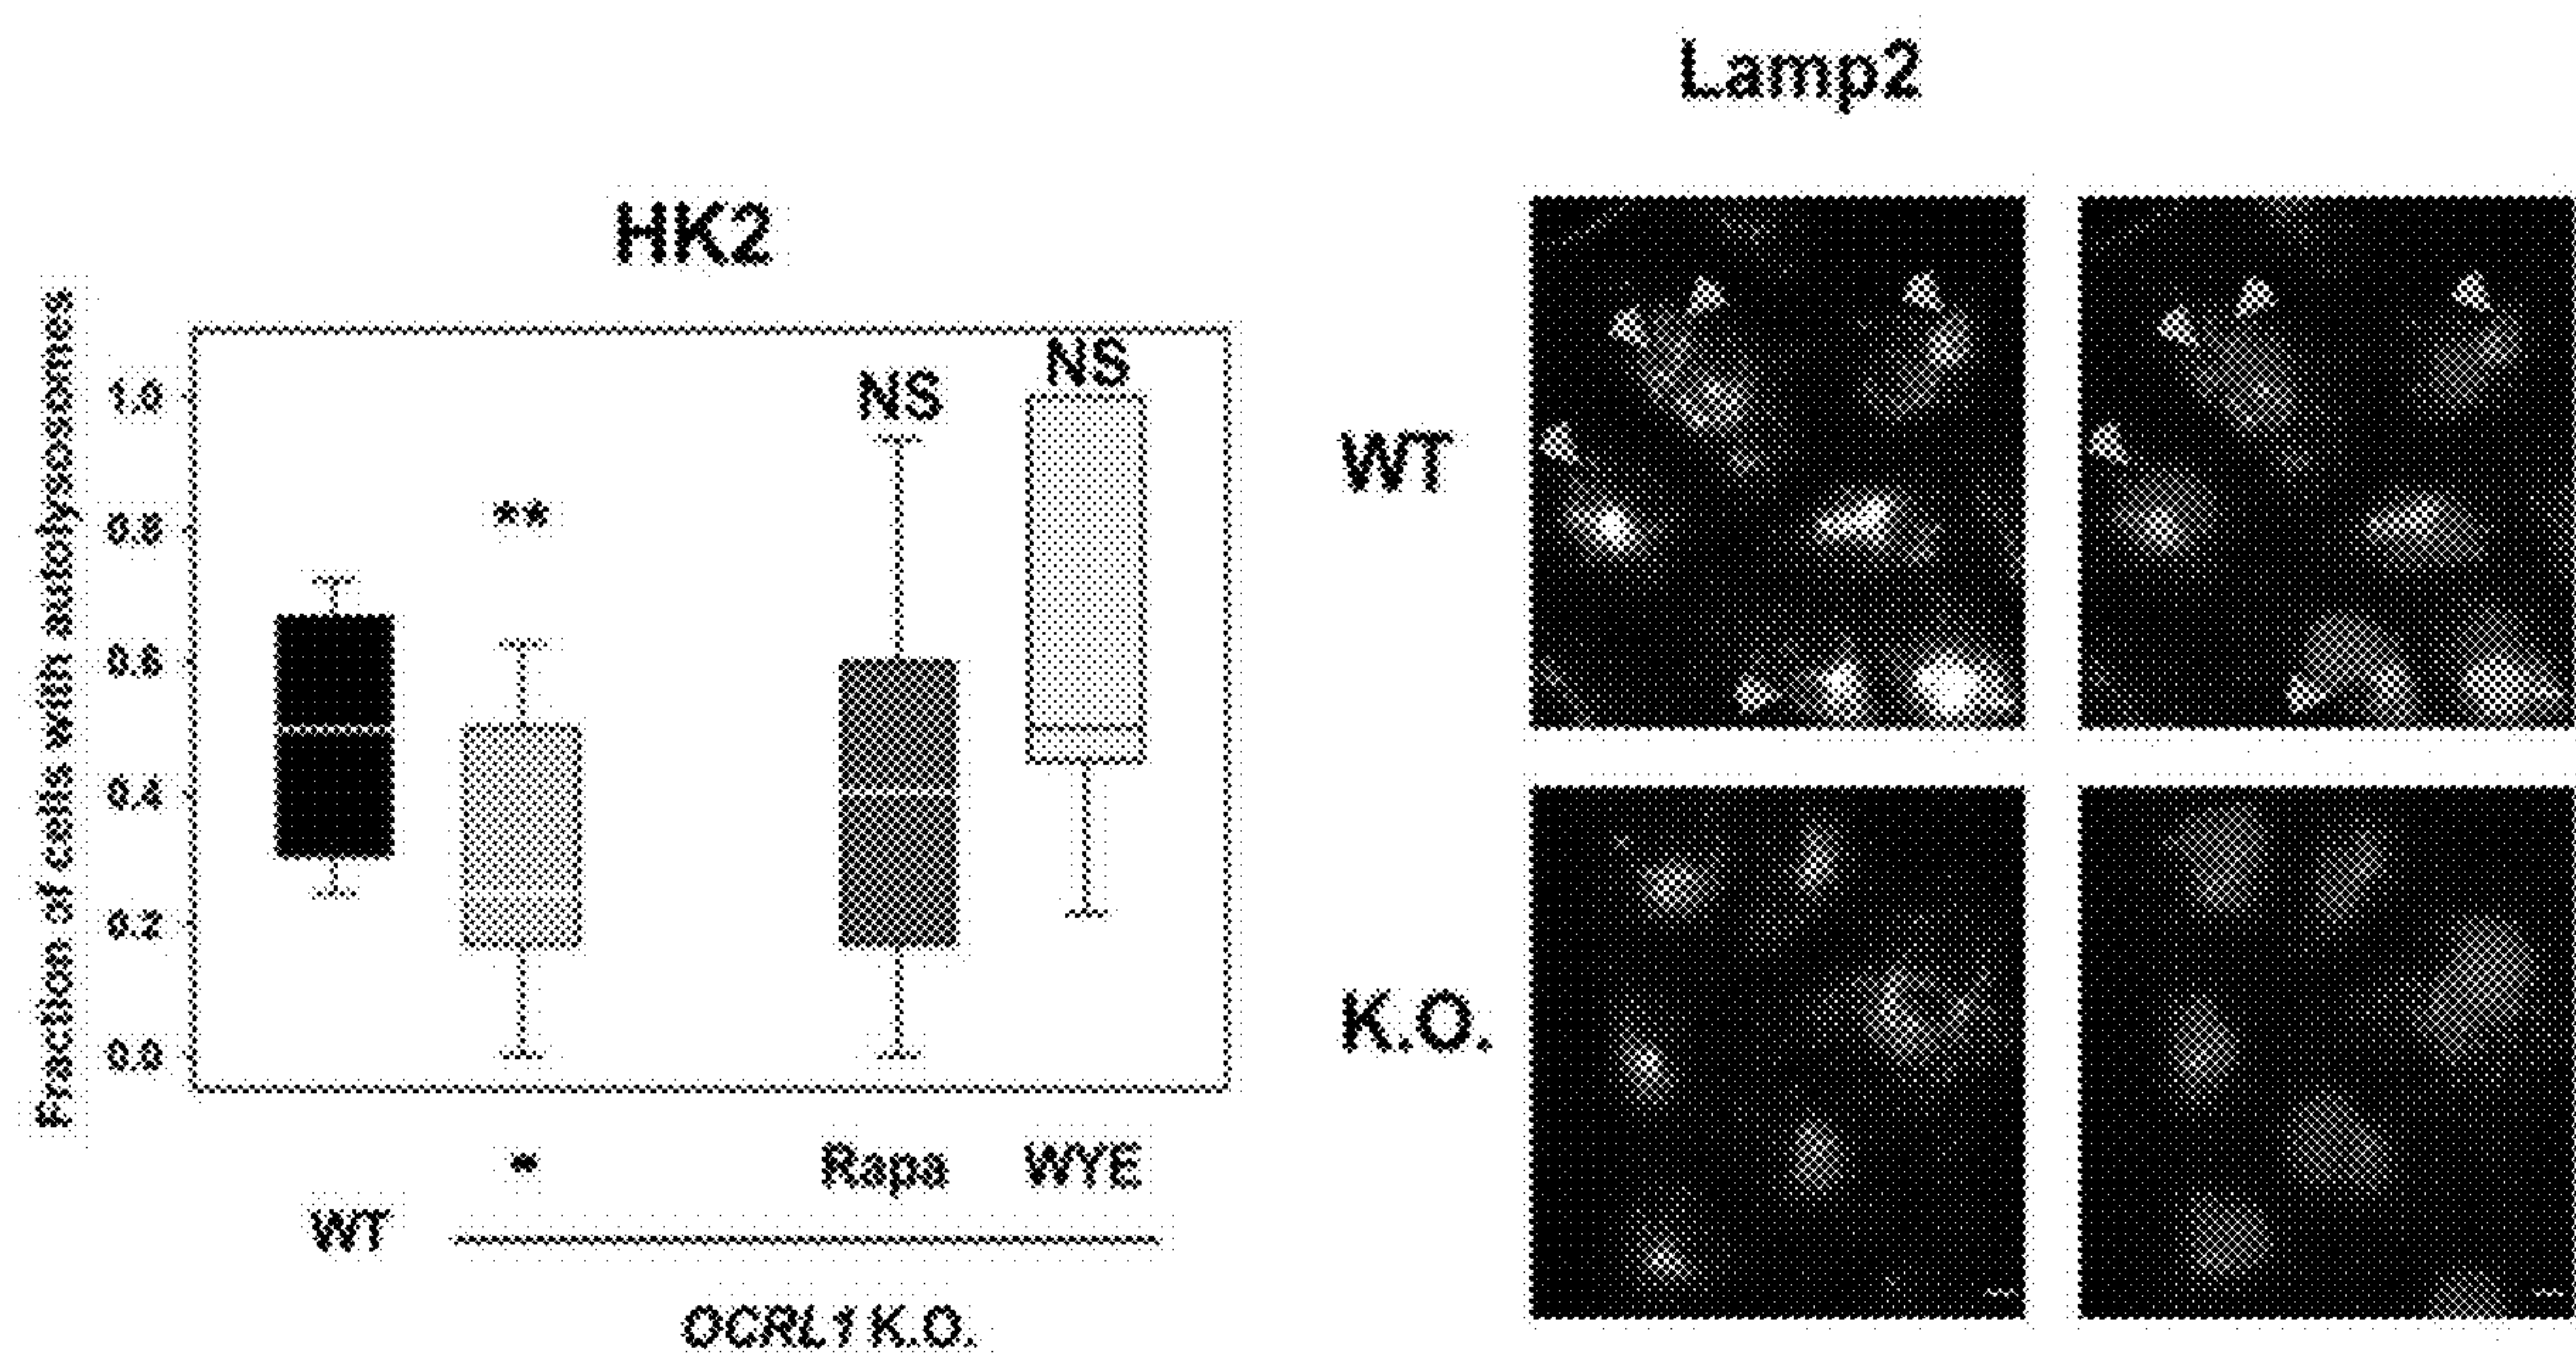 Lamp2
HK2
Fraction of cells with autolysosomes
1.0
0.8
0.6
0.4
0.2
0.0
**
NS
NS
WT
-
Rapa
WYE
OCRL1 K.O.
WT
K.O.